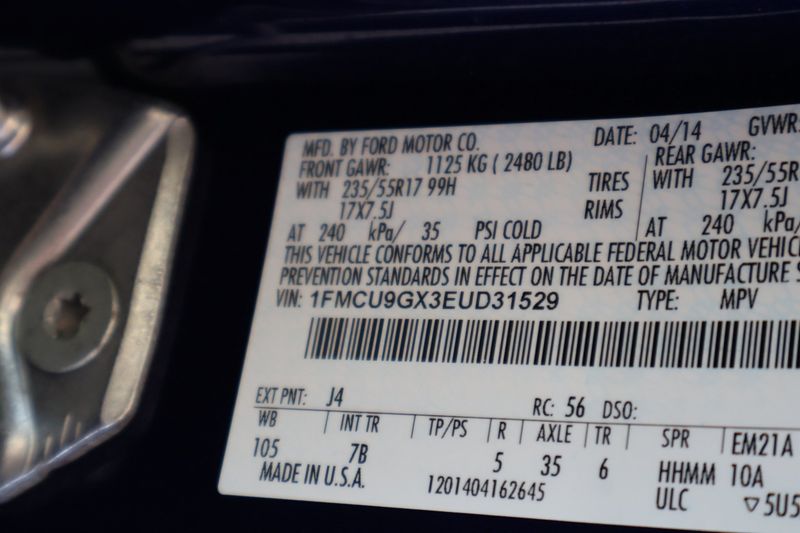 MFD. BY FORD MOTOR CO. DATE: 04/14 GVWR:
FRONT GAWR: 1125 KG ( 2480 LB) REAR GAWR:
WITH 235/55R17 99H TIRES WITH 235/55R
17X7.5J RIMS 17X7.5J
AT 240 kPa/ 35 PSI COLD AT 240 kPa/
THIS VEHICLE CONFORMS TO ALL APPLICABLE FEDERAL MOTOR VEHIC
PREVENTION STANDARDS IN EFFECT ON THE DATE OF MANUFACTURE S
VIN: 1FMCU9GX3EUD31529 TYPE: MPV
EXT PNT: J4 RC: 56 DSO:
WB INT TR TP/PS R AXLE TR SPR EM21A
105 7B 5 35 6 HHMM 10A
MADE IN U.S.A. 1201404162645 ULC ▽5U5